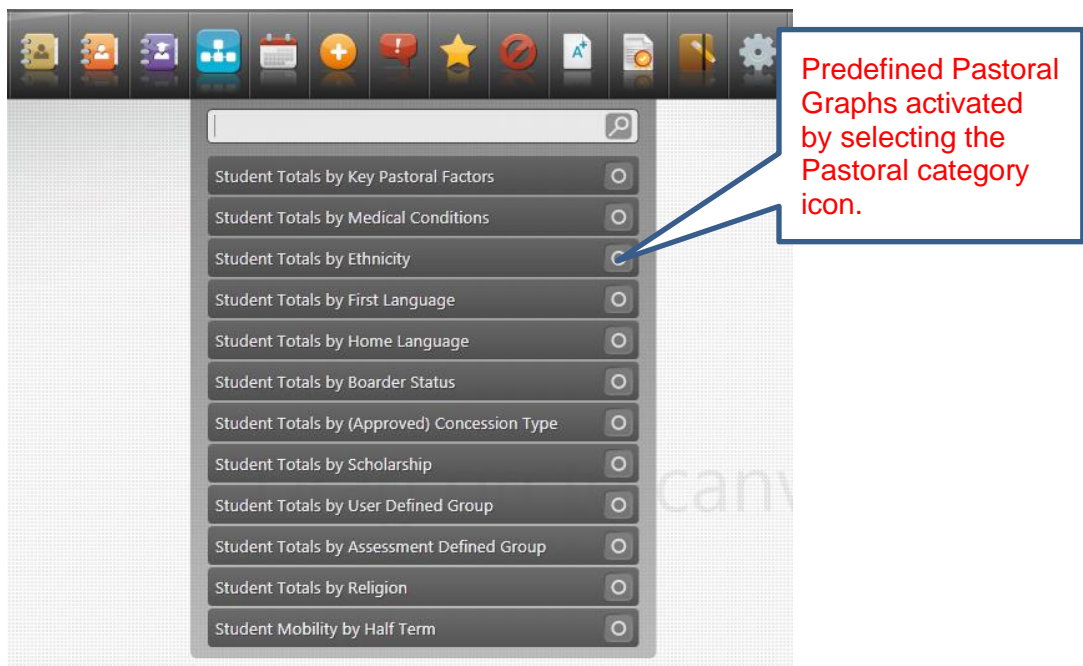 Predefined Pastoral
Graphs activated
by selecting the
Pastoral category
icon.
Student Totals by Key Pastoral Factors
Student Totals by Medical Conditions
Student Totals by Ethnicity
Student Totals by First Language
Student Totals by Home Language
Student Totals by Boarder Status
Student Totals by (Approved) Concession Type
Student Totals by Scholarship
Student Totals by User Defined Group
Student Totals by Assessment Defined Group
Student Totals by Religion
Student Mobility by Half Term